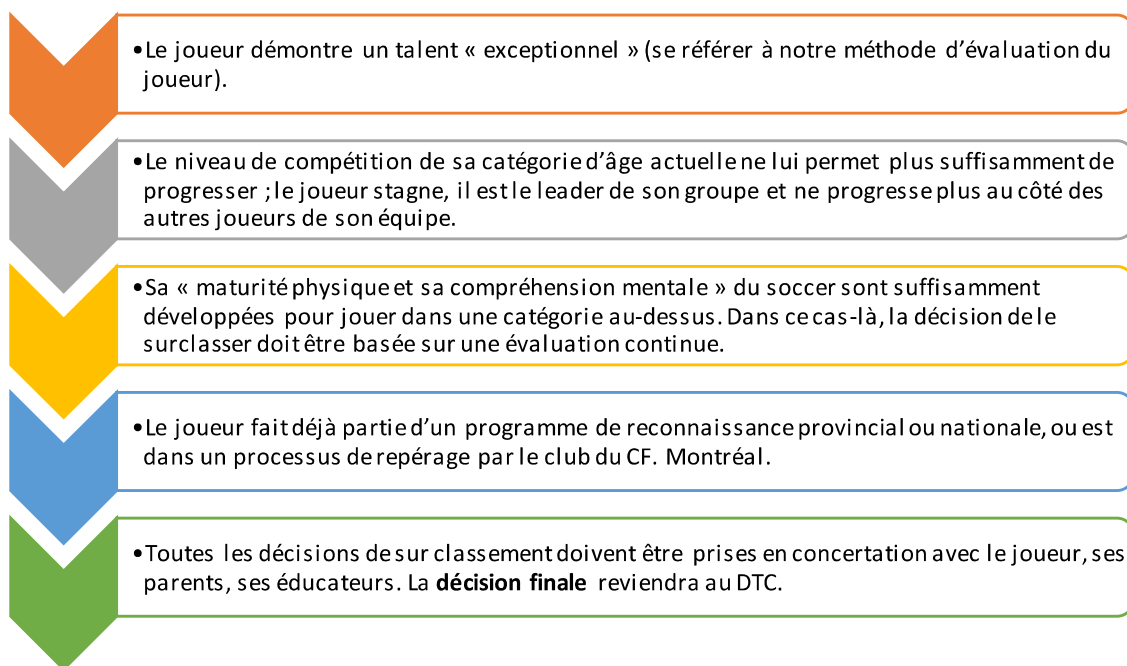 •Le joueur démontre un talent « exceptionnel » (se référer à notre méthode d’évaluation du
joueur).
•Le niveau de compétition de sa catégorie d’âge actuelle ne lui permet plus suffisamment de
progresser ; le joueur stagne, il est le leader de son groupe et ne progresse plus au côté des
autres joueurs de son équipe.
•Sa « maturité physique et sa compréhension mentale » du soccer sont suffisamment
développées pour jouer dans une catégorie au-dessus. Dans ce cas-là, la décision de le
surclasser doit être basée sur une évaluation continue.
•Le joueur fait déjà partie d’un programme de reconnaissance provincial ou nationale, ou est
dans un processus de repérage par le club du CF. Montréal.
•Toutes les décisions de sur classement doivent être prises en concertation avec le joueur, ses
parents, ses éducateurs. La décision finale reviendra au DTC.